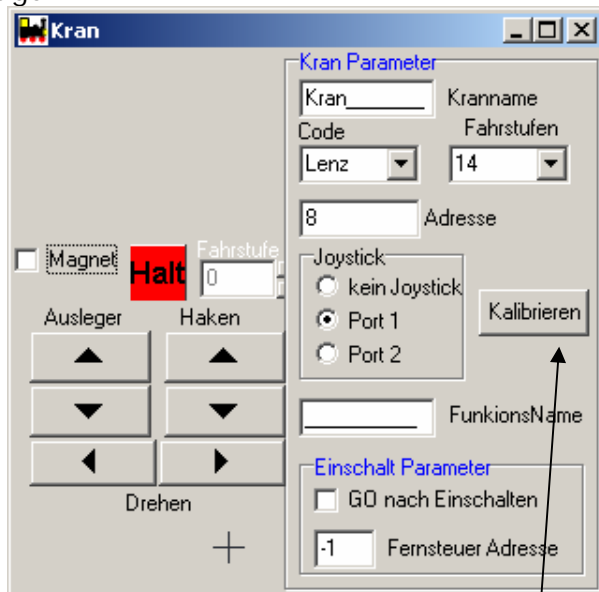 Kran
Kran Parameter
Kran_______ Kranname
Code Fahrstufen
Lenz 14
8 Adresse
Magnet Halt Fahrstufe
0
Joystick
kein Joystick
Port 1
Port 2
Kalibrieren
Ausleger Haken
Drehen
_________ FunkionsName
Einschalt Parameter
GO nach Einschalten
-1 Fernsteuer Adresse